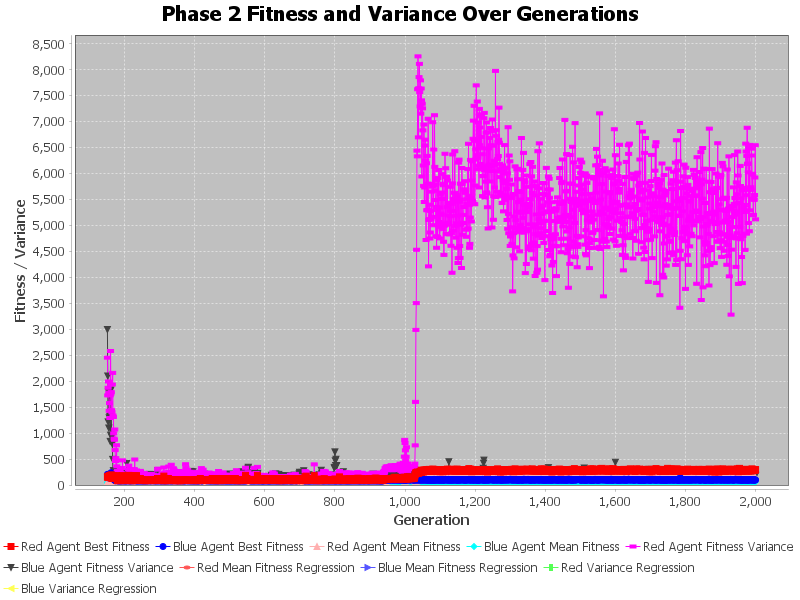 Phase 2 Fitness and Variance Over Generations
8,500
8,000
7,500
7,000
6,500
6,000
5,500
5,000
4,500
4,000
3,500
3,000
2,500
2,000
1,500
1,000
500
0
Fitness / Variance
200 400 600 800 1,000 1,200 1,400 1,600 1,800 2,000
Generation
Red Agent Best Fitness Blue Agent Best Fitness Red Agent Mean Fitness Blue Agent Mean Fitness Red Agent Fitness Variance
Blue Agent Fitness Variance Red Mean Fitness Regression Blue Mean Fitness Regression Red Variance Regression
Blue Variance Regression